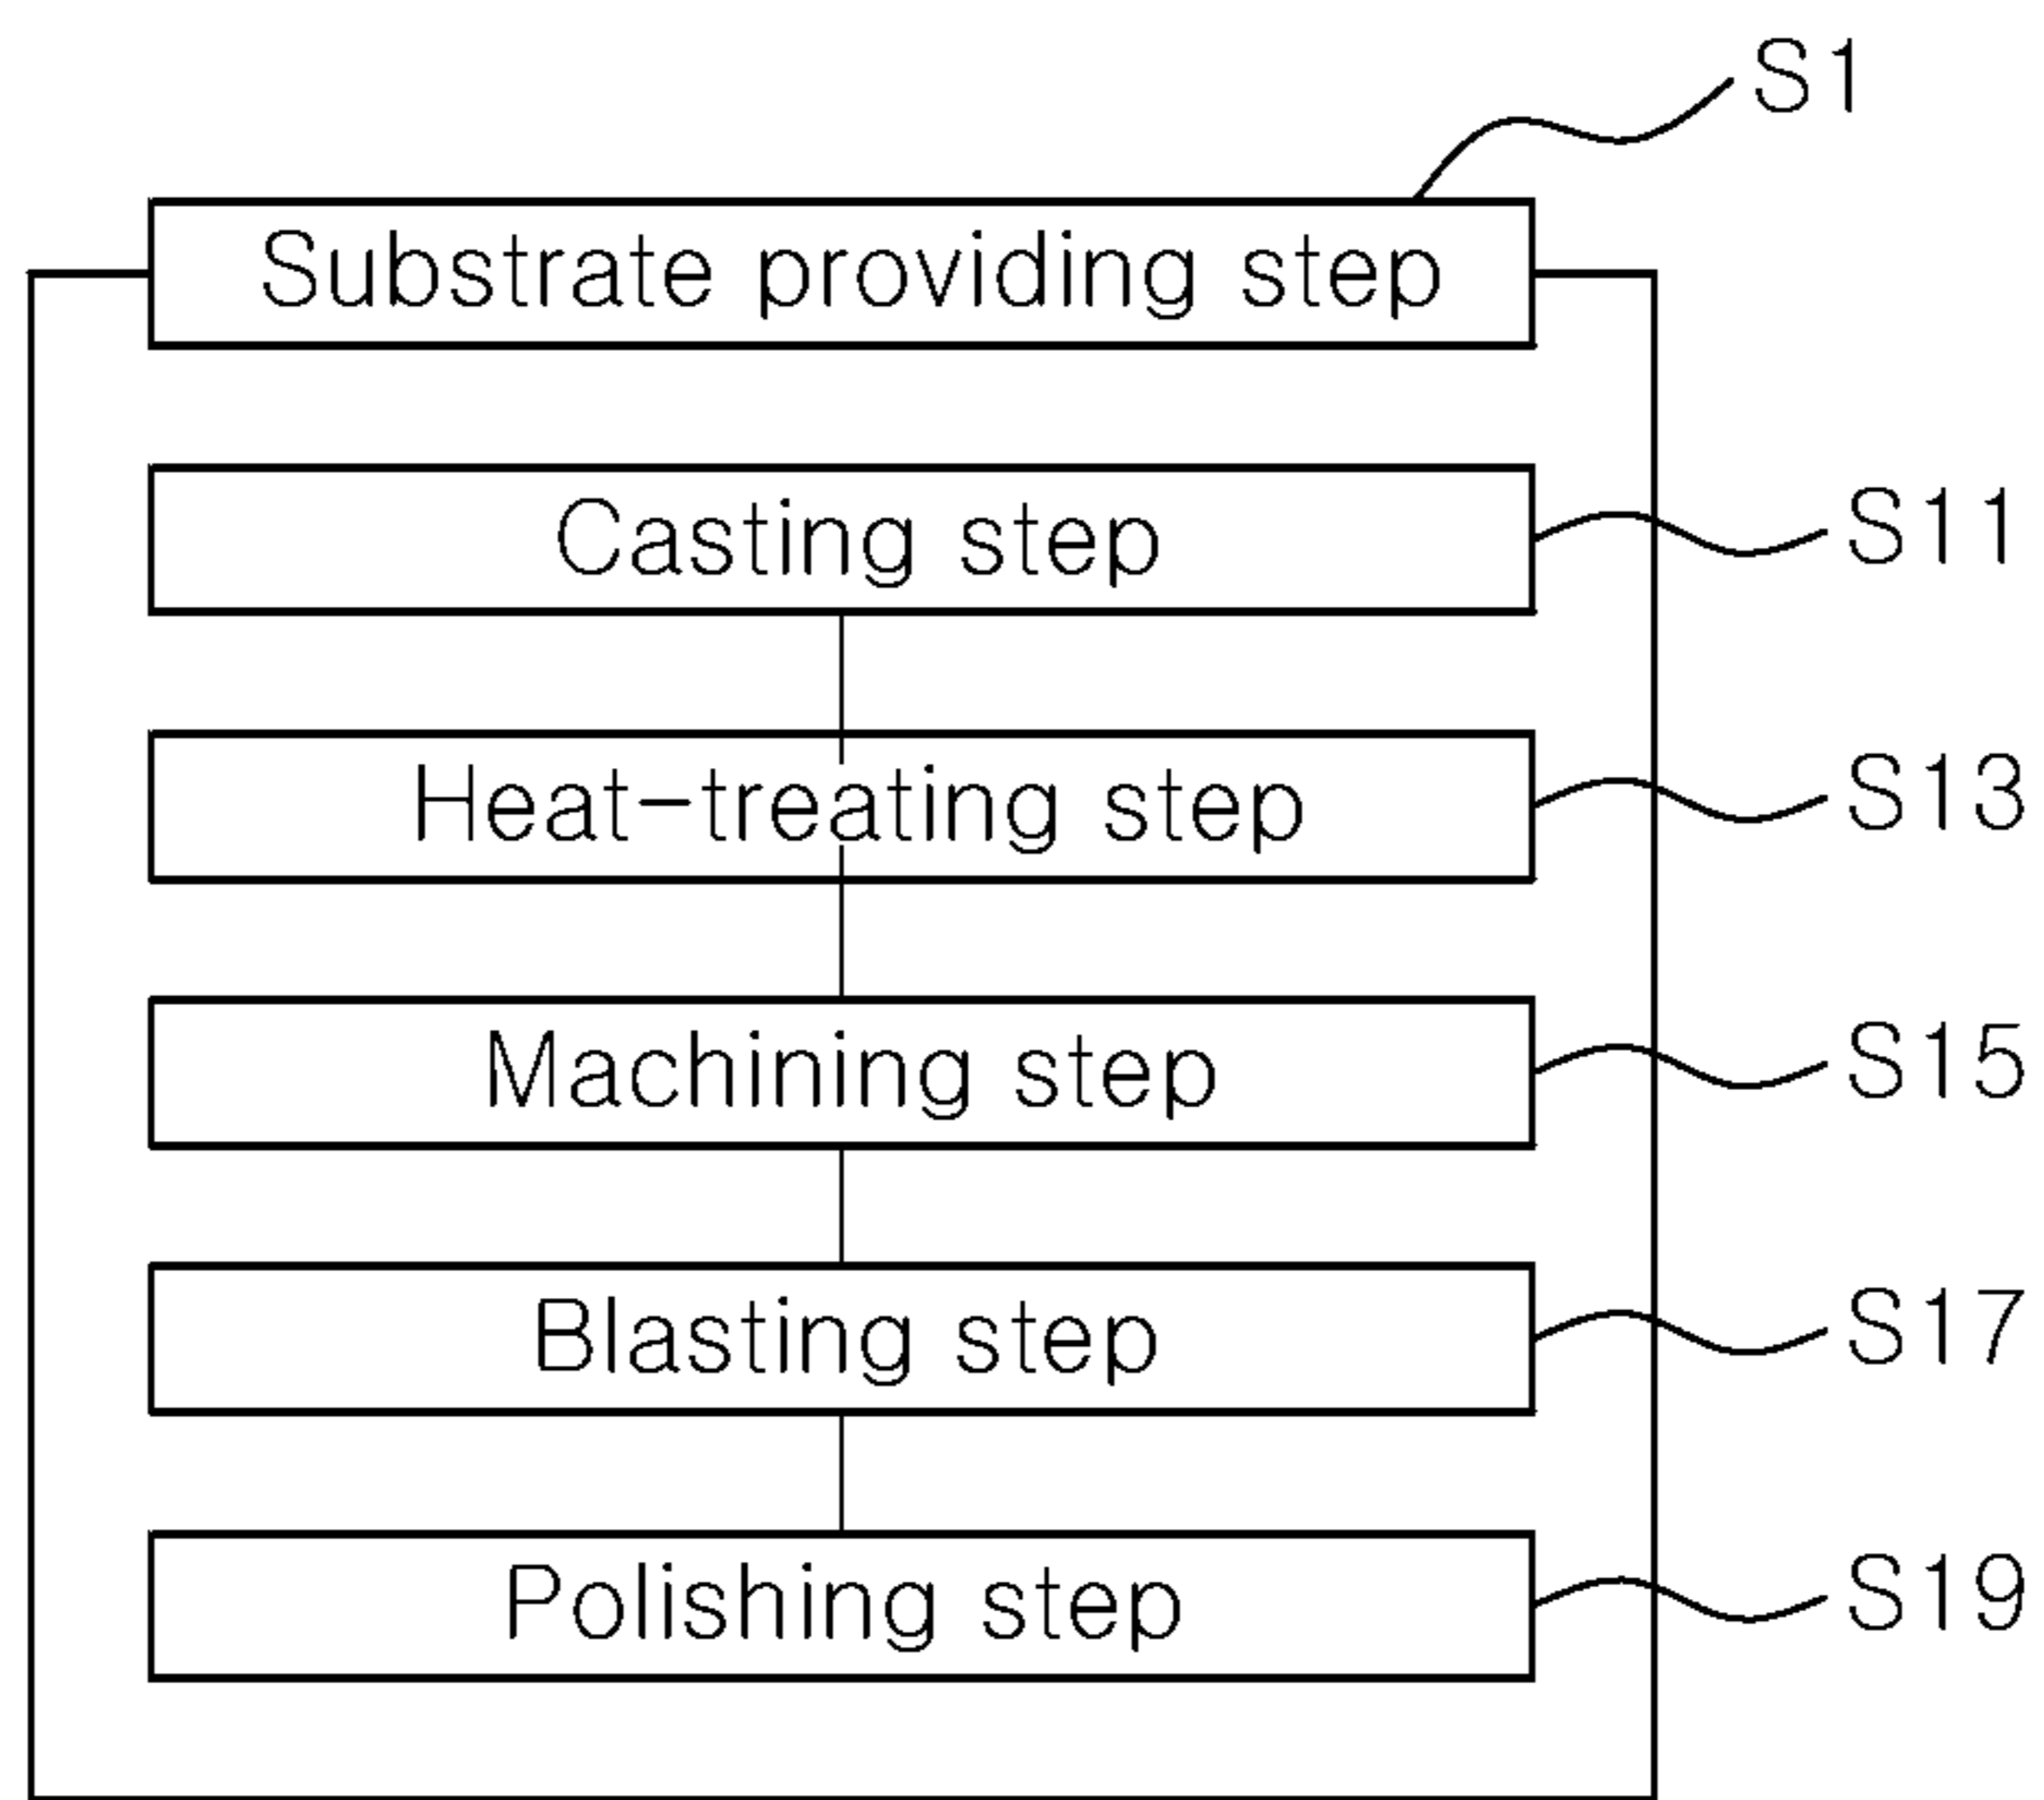 S1
Substrate providing step
Casting step S11
Heat-treating step S13
Machining step S15
Blasting step S17
Polishing step S19